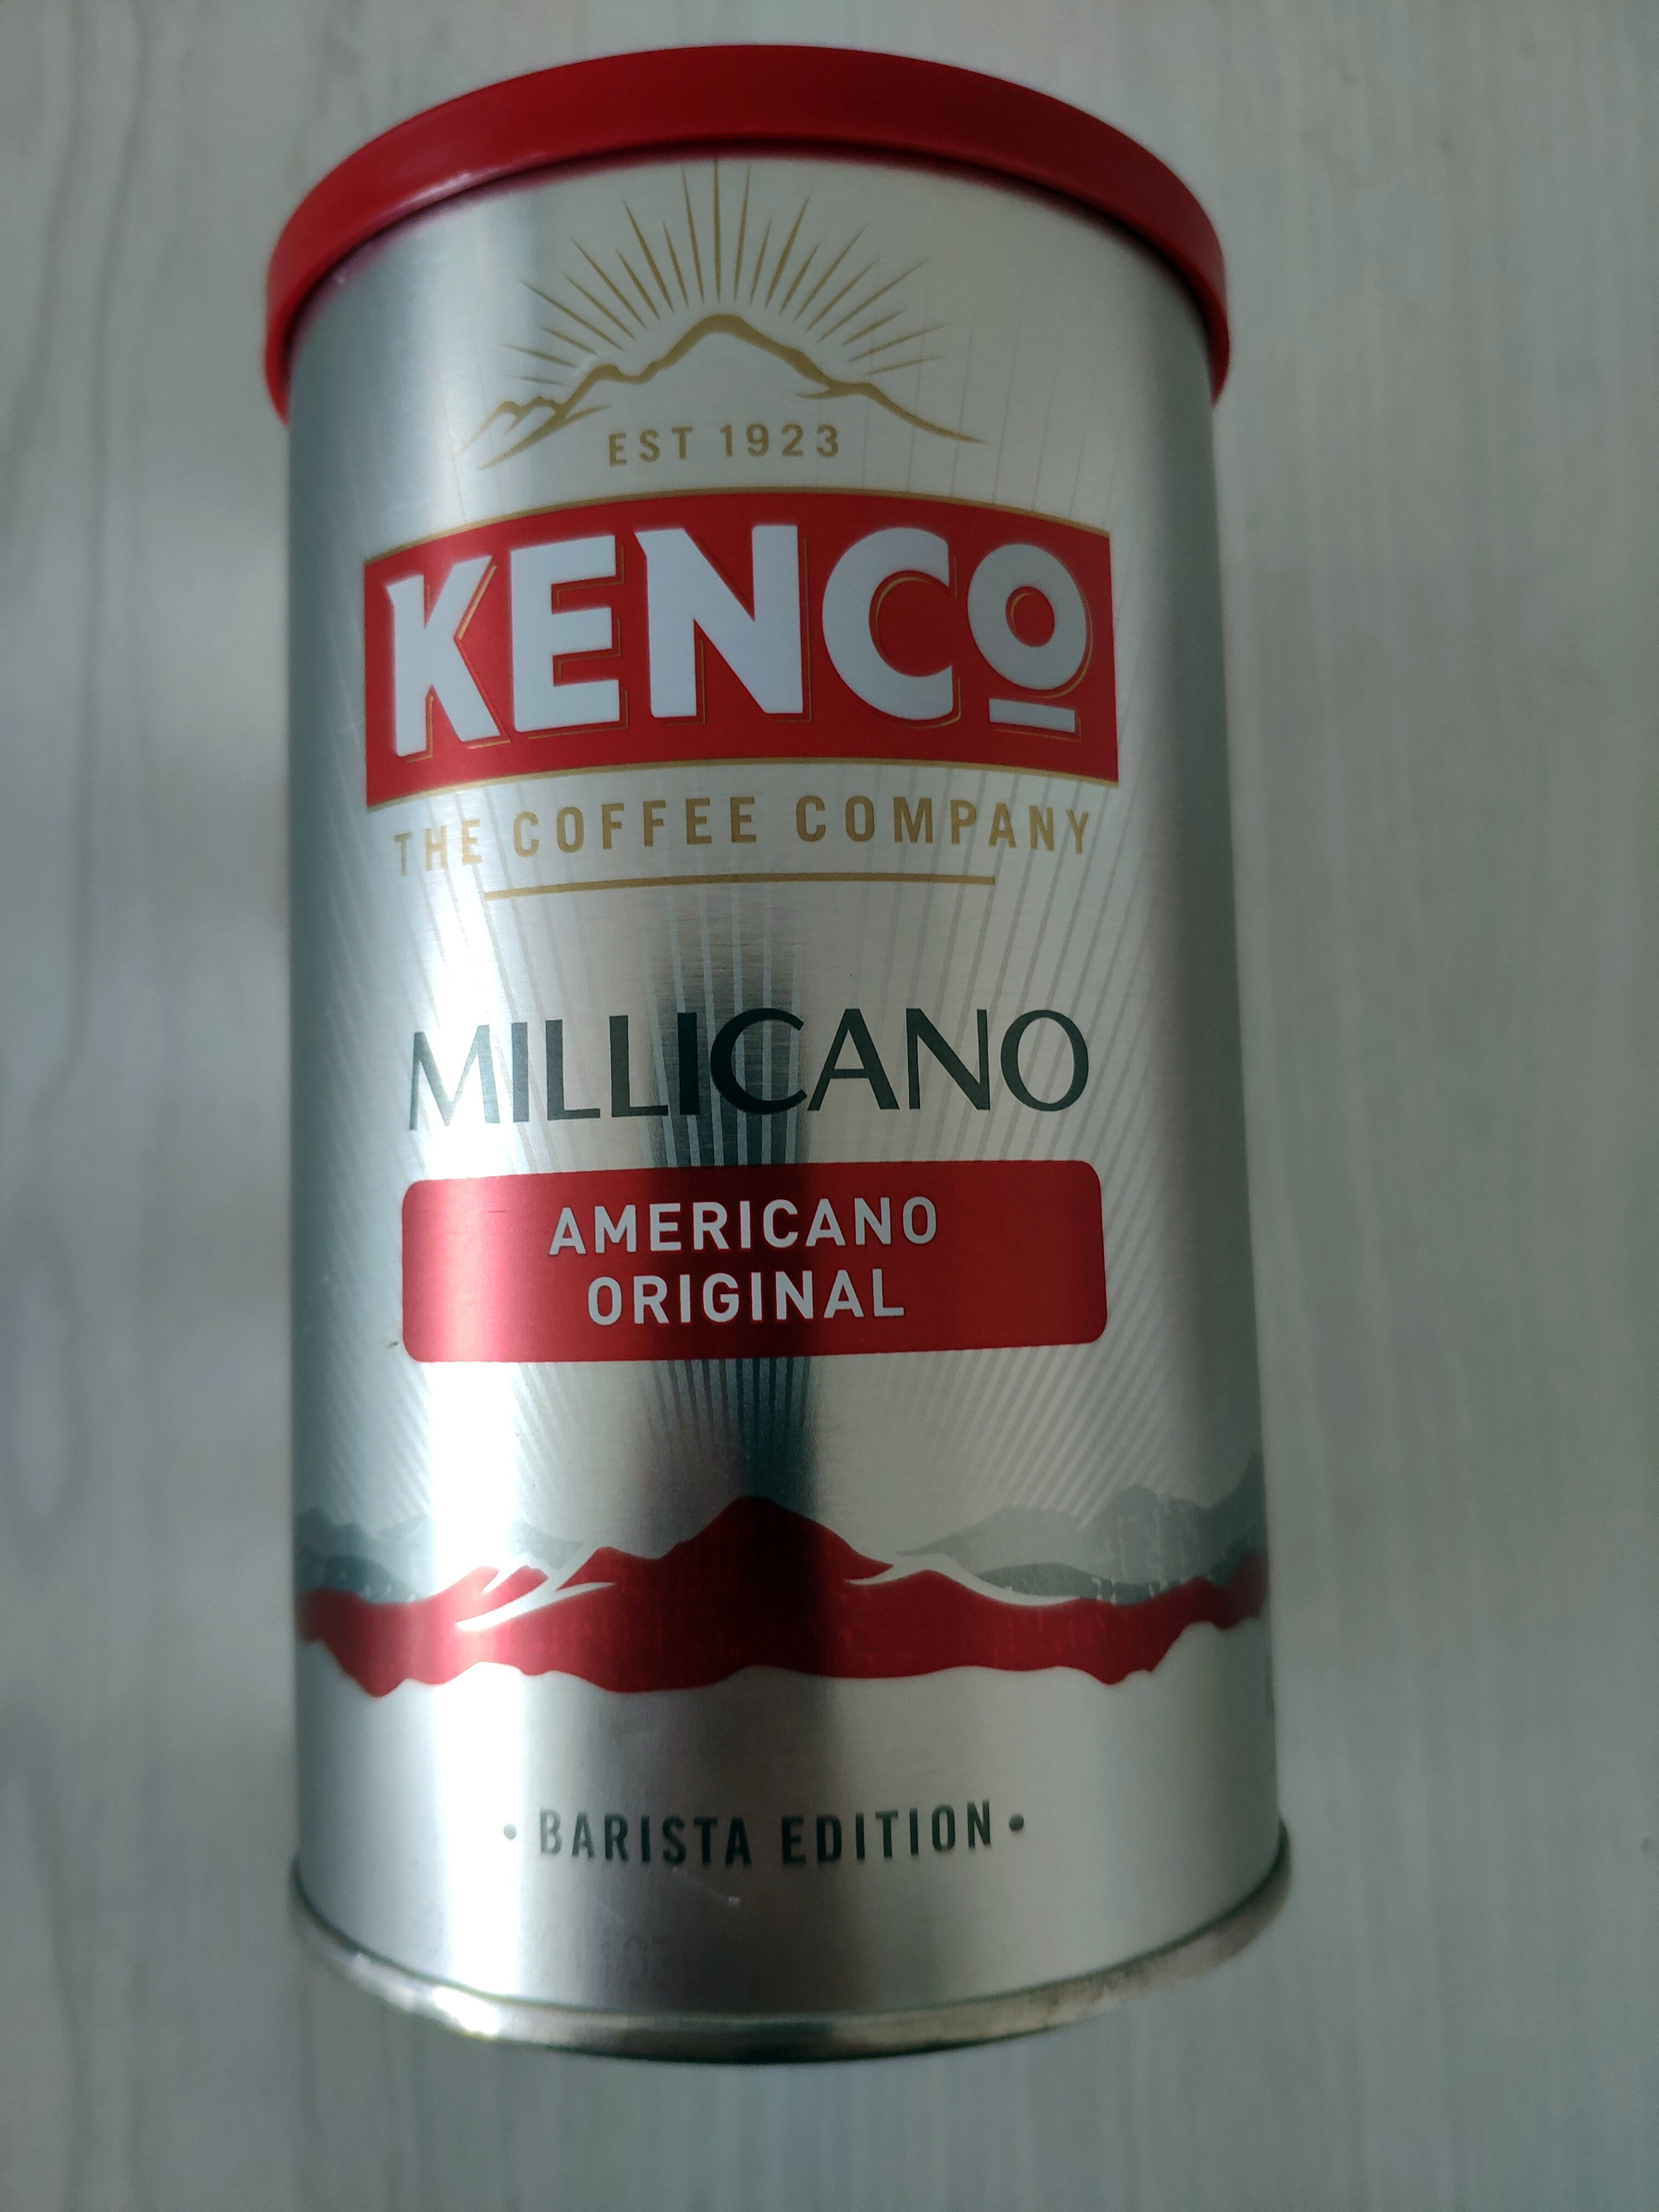 EST 1923
KENCO
THE COFFEE COMPANY
MILLICANO
AMERICANO
ORIGINAL
• BARISTA EDITION •